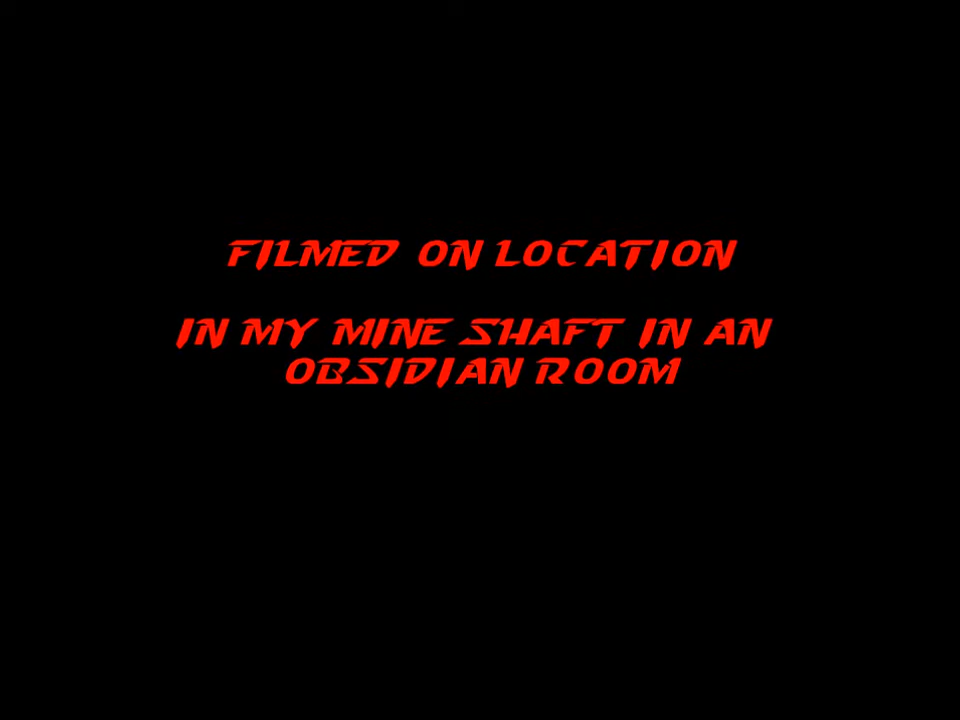 FILMED ON LOCATION
IN MY MINE SHAFT IN AN
OBSIDIAN ROOM